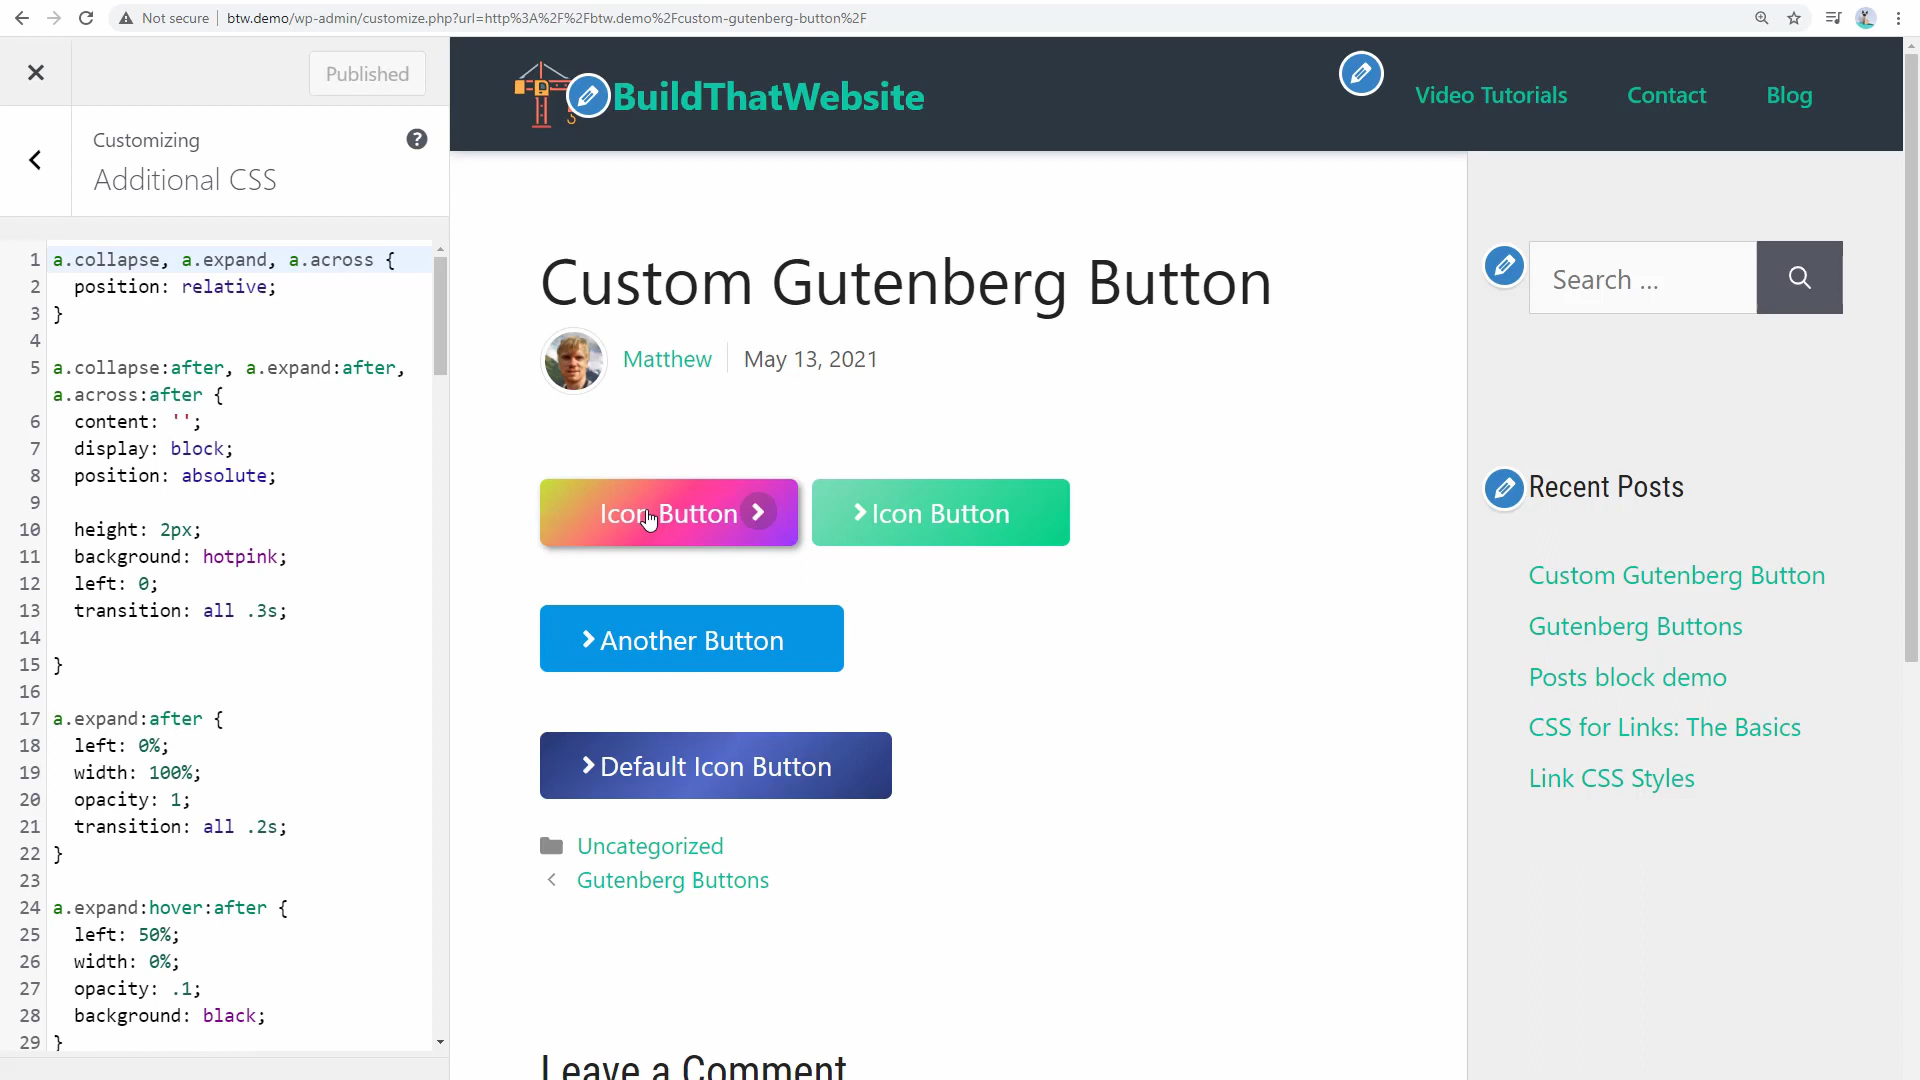 Not secure
btw.demo/wp-admin/customize.php?url=http%3A%2F%2Fbtw.demo%2Fcustom-gutenberg-button%2F
Published
Customizing
Additional CSS
1 a.collapse, a.expand, a.across {
2 position: relative;
3 }
4
5 a.collapse:after, a.expand:after,
a.across:after {
6 content: '';
7 display: block;
8 position: absolute;
9
10 height: 2px;
11 background: hotpink;
12 left: 0;
13 transition: all .3s;
14
15 }
16
17 a.expand:after {
18 left: 0%;
19 width: 100%;
20 opacity: 1;
21 transition: all .2s;
22 }
23
24 a.expand:hover:after {
25 left: 50%;
26 width: 0%;
27 opacity: .1;
28 background: black;
29 }
BuildThatWebsite
Video Tutorials
Contact
Blog
Custom Gutenberg Button
Matthew
May 13, 2021
Icon Button
Icon Button
Another Button
Default Icon Button
Uncategorized
Gutenberg Buttons
Leave a Comment
Search ...
Recent Posts
Custom Gutenberg Button
Gutenberg Buttons
Posts block demo
CSS for Links: The Basics
Link CSS Styles